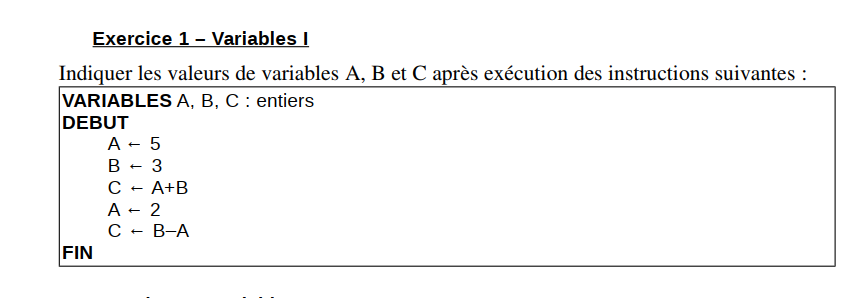 Exercice 1 – Variables I
Indiquer les valeurs de variables A, B et C après exécution des instructions suivantes :
VARIABLES A, B, C : entiers
DEBUT
A ← 5
B ← 3
C ← A+B
A ← 2
C ← B−A
FIN